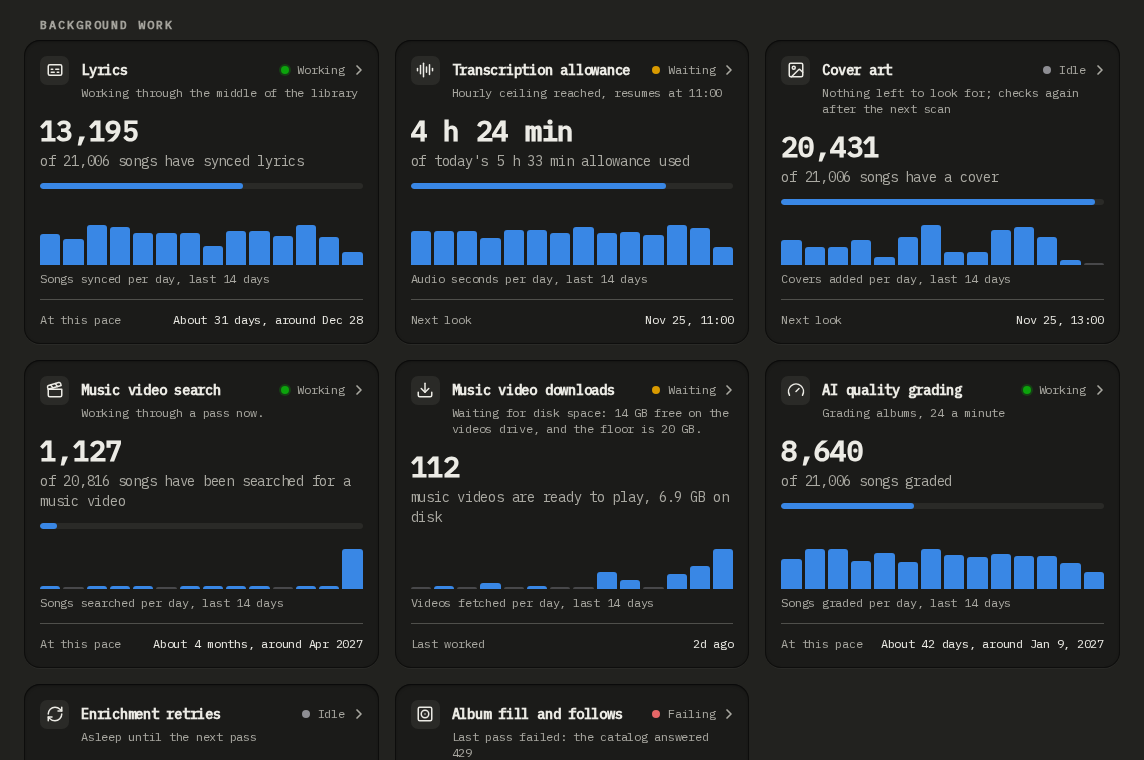 BACKGROUND WORK
Lyrics
Working
Working through the middle of the library
13,195
of 21,006 songs have synced lyrics
Songs synced per day, last 14 days
At this pace
About 31 days, around Dec 28
Transcription allowance
Waiting
Hourly ceiling reached, resumes at 11:00
4 h 24 min
of today's 5 h 33 min allowance used
Audio seconds per day, last 14 days
Next look
Nov 25, 11:00
Cover art
Idle
Nothing left to look for; checks again
after the next scan
20,431
of 21,006 songs have a cover
Covers added per day, last 14 days
Next look
Nov 25, 13:00
Music video search
Working
Working through a pass now.
1,127
of 20,816 songs have been searched for a
music video
Songs searched per day, last 14 days
At this pace
About 4 months, around Apr 2027
Music video downloads
Waiting
Waiting for disk space: 14 GB free on the
videos drive, and the floor is 20 GB.
112
music videos are ready to play, 6.9 GB on
disk
Videos fetched per day, last 14 days
Last worked
2d ago
AI quality grading
Working
Grading albums, 24 a minute
8,640
of 21,006 songs graded
Songs graded per day, last 14 days
At this pace
About 42 days, around Jan 9, 2027
Enrichment retries
Idle
Asleep until the next pass
Album fill and follows
Failing
Last pass failed: the catalog answered
429